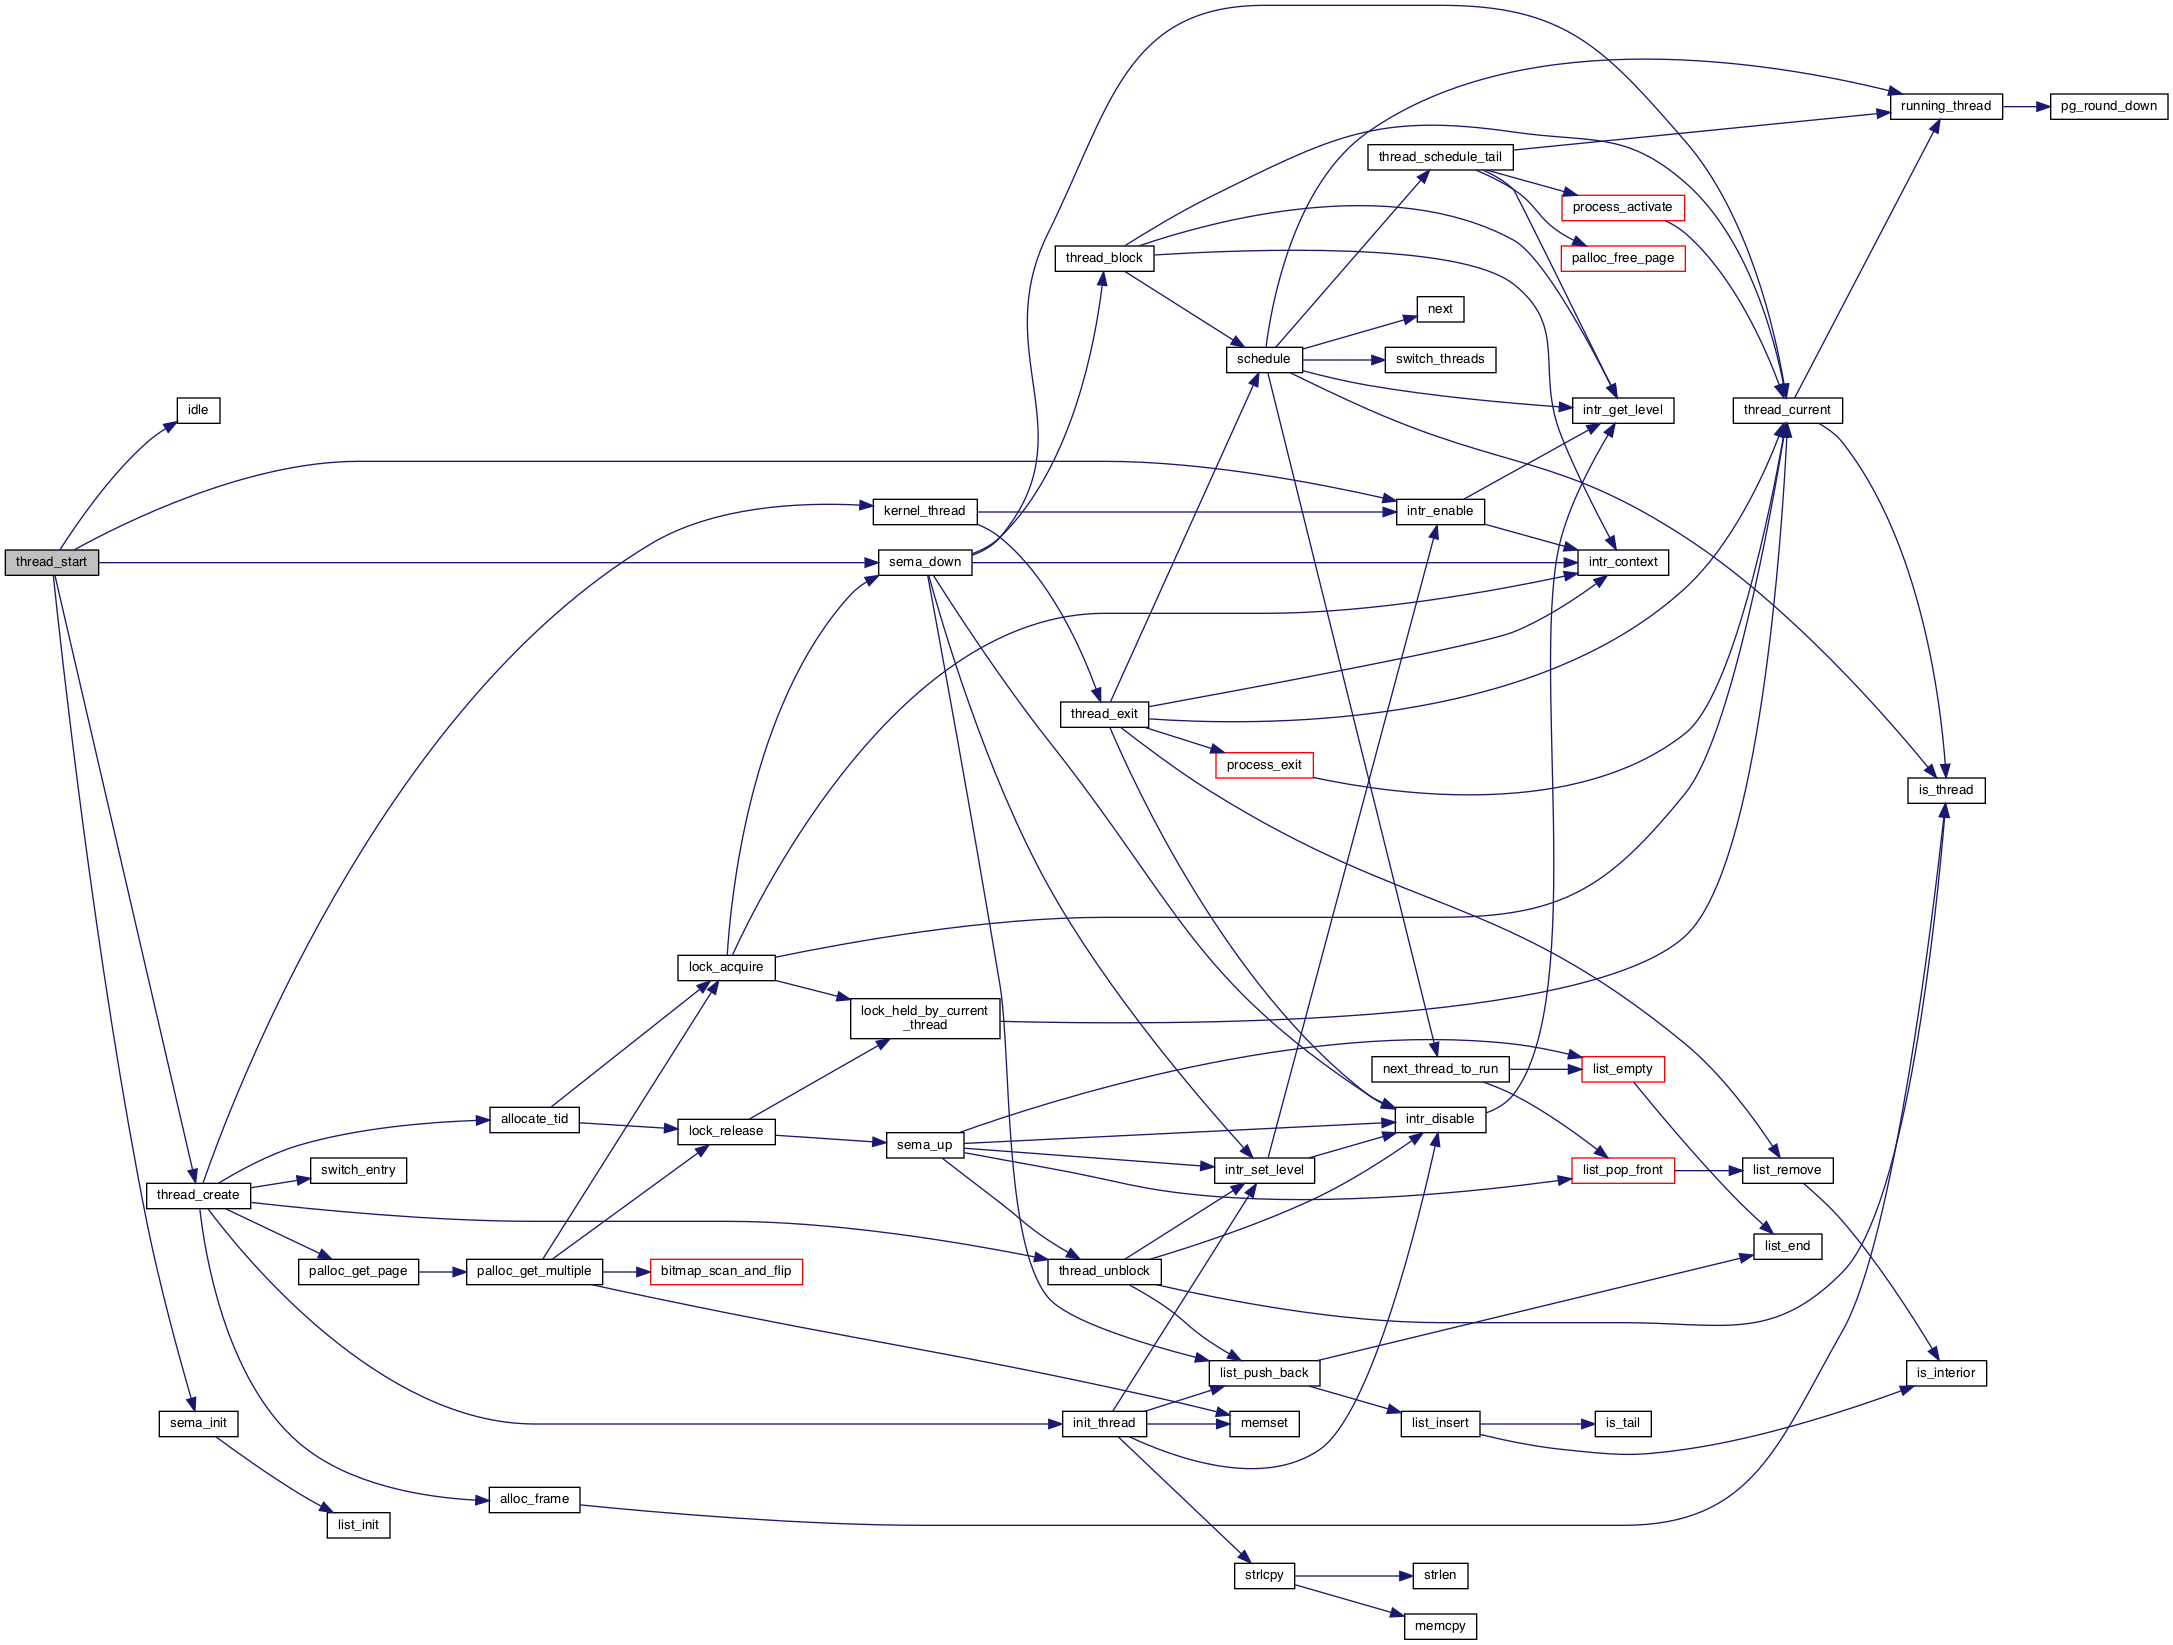 running_thread
pg_round_down
thread_schedule_tail
process_activate
thread_block
palloc_free_page
next
schedule
switch_threads
idle
intr_get_level
thread_current
kernel_thread
intr_enable
thread_start
sema_down
intr_context
thread_exit
process_exit
is_thread
lock_acquire
lock_held_by_current
_thread
next_thread_to_run
list_empty
allocate_tid
lock_release
intr_disable
sema_up
switch_entry
intr_set_level
list_pop_front
list_remove
thread_create
list_end
palloc_get_page
palloc_get_multiple
bitmap_scan_and_flip
thread_unblock
list_push_back
is_interior
sema_init
init_thread
memset
list_insert
is_tail
alloc_frame
list_init
strlcpy
strlen
memcpy